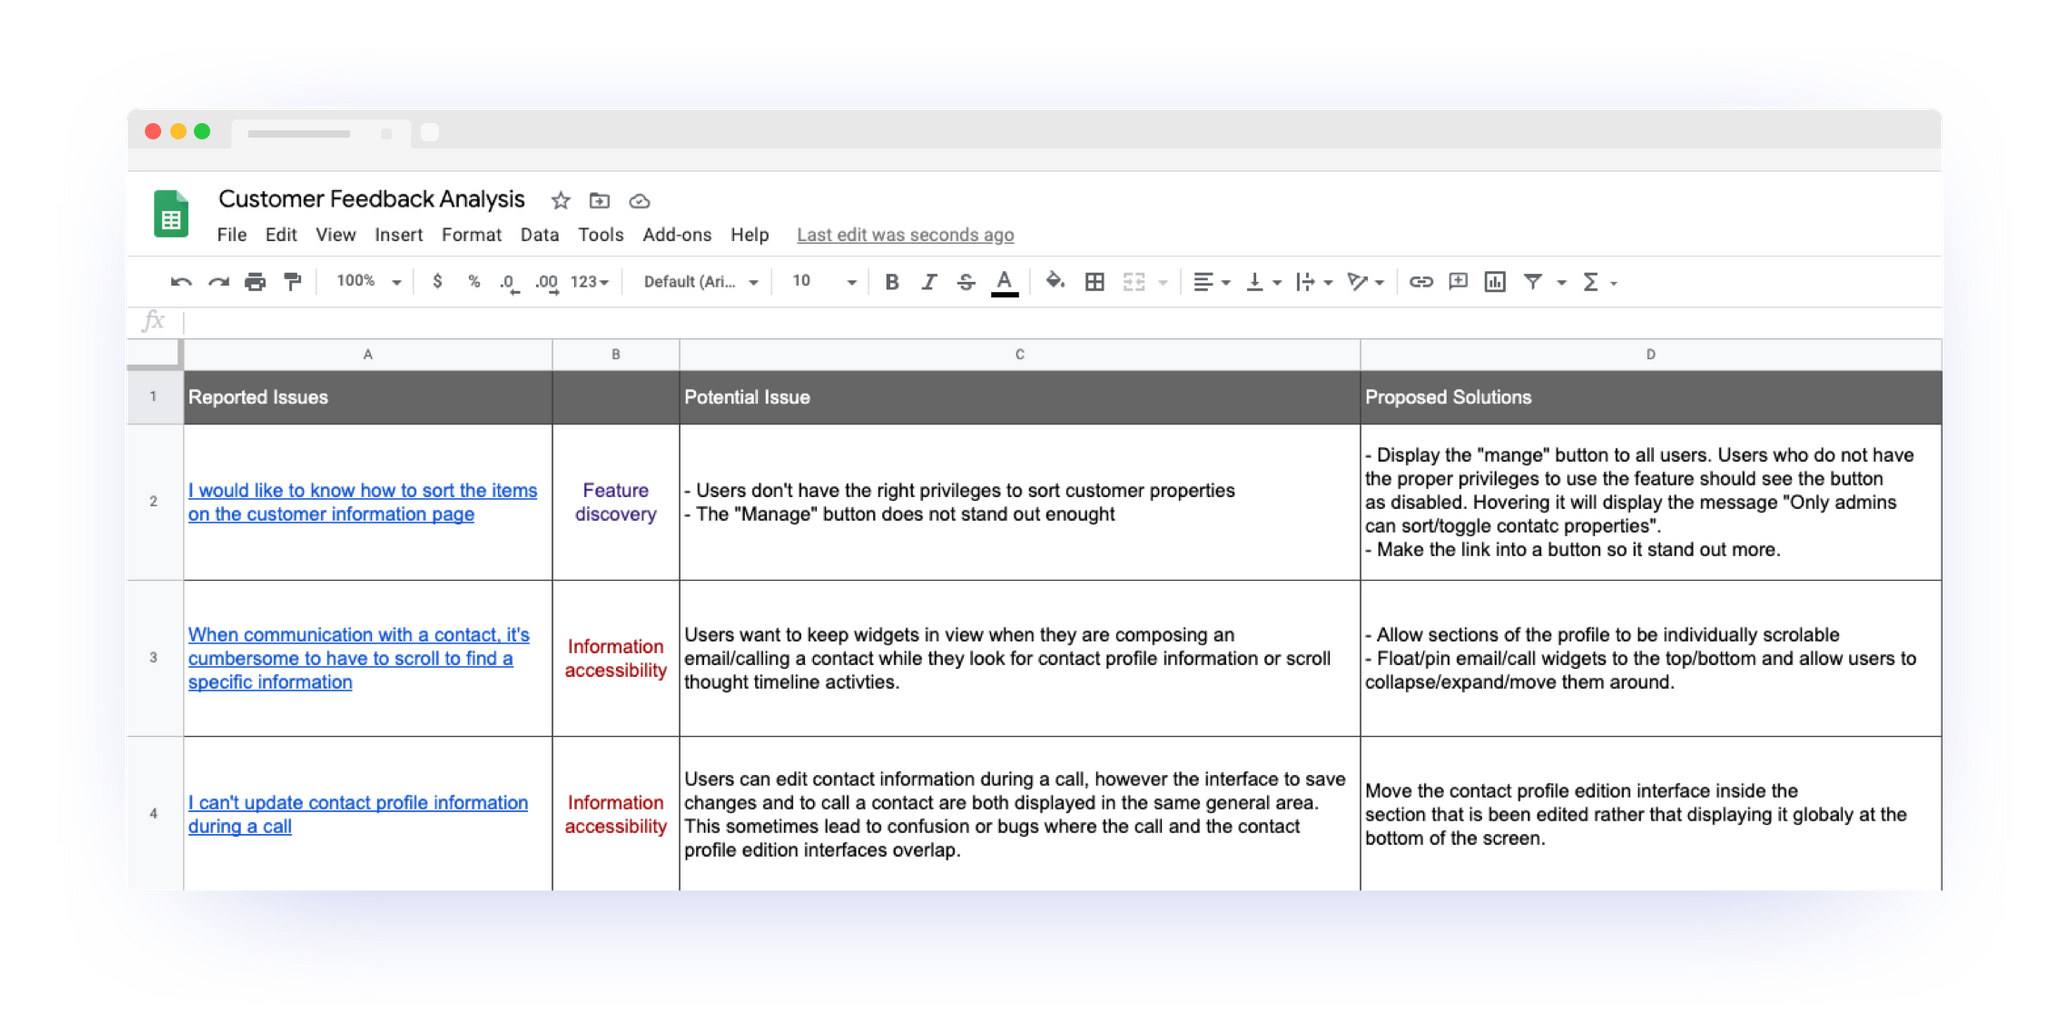 Customer Feedback Analysis
File Edit View Insert Format Data Tools Add-ons Help Last edit was seconds ago
100% $ % .0 .00 123 Default (Ari... 10 B I S A Σ
fx
A B C D
1 Reported Issues Potential Issue Proposed Solutions
2
I would like to know how to sort the items
on the customer information page
Feature
discovery
- Users don't have the right privileges to sort customer properties
- The "Manage" button does not stand out enought
- Display the "mange" button to all users. Users who do not have
the proper privileges to use the feature should see the button
as disabled. Hovering it will display the message "Only admins
can sort/toggle contatc properties".
- Make the link into a button so it stand out more.
3
When communication with a contact, it's
cumbersome to have to scroll to find a
specific information
Information
accessibility
Users want to keep widgets in view when they are composing an
email/calling a contact while they look for contact profile information or scroll
thought timeline activties.
- Allow sections of the profile to be individually scrolable
- Float/pin email/call widgets to the top/bottom and allow users to
collapse/expand/move them around.
4
I can't update contact profile information
during a call
Information
accessibility
Users can edit contact information during a call, however the interface to save
changes and to call a contact are both displayed in the same general area.
This sometimes lead to confusion or bugs where the call and the contact
profile edition interfaces overlap.
Move the contact profile edition interface inside the
section that is been edited rather that displaying it globaly at the
bottom of the screen.